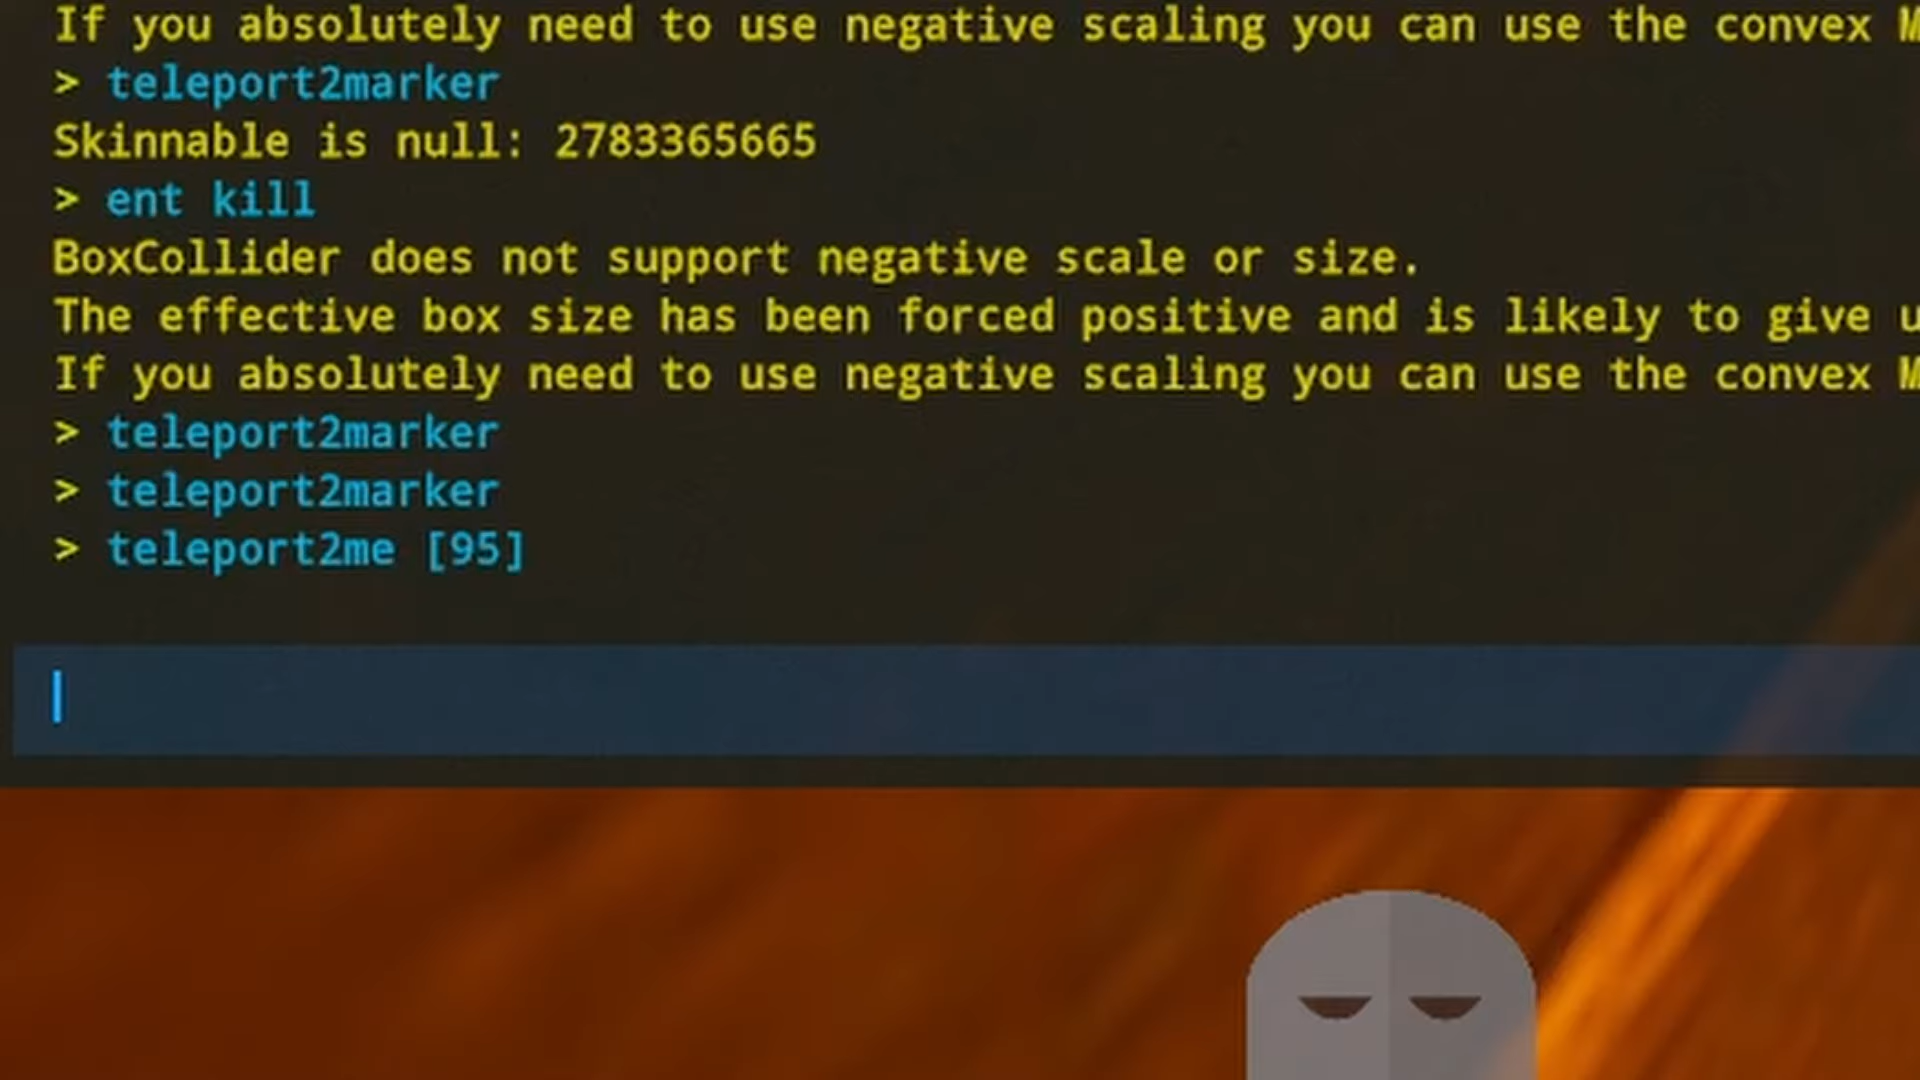 If you absolutely need to use negative scaling you can use the convex
> teleport2marker
Skinnable is null: 2783365665
> ent kill
BoxCollider does not support negative scale or size.
The effective box size has been forced positive and is likely to give
If you absolutely need to use negative scaling you can use the convex
> teleport2marker
> teleport2marker
> teleport2me [95]